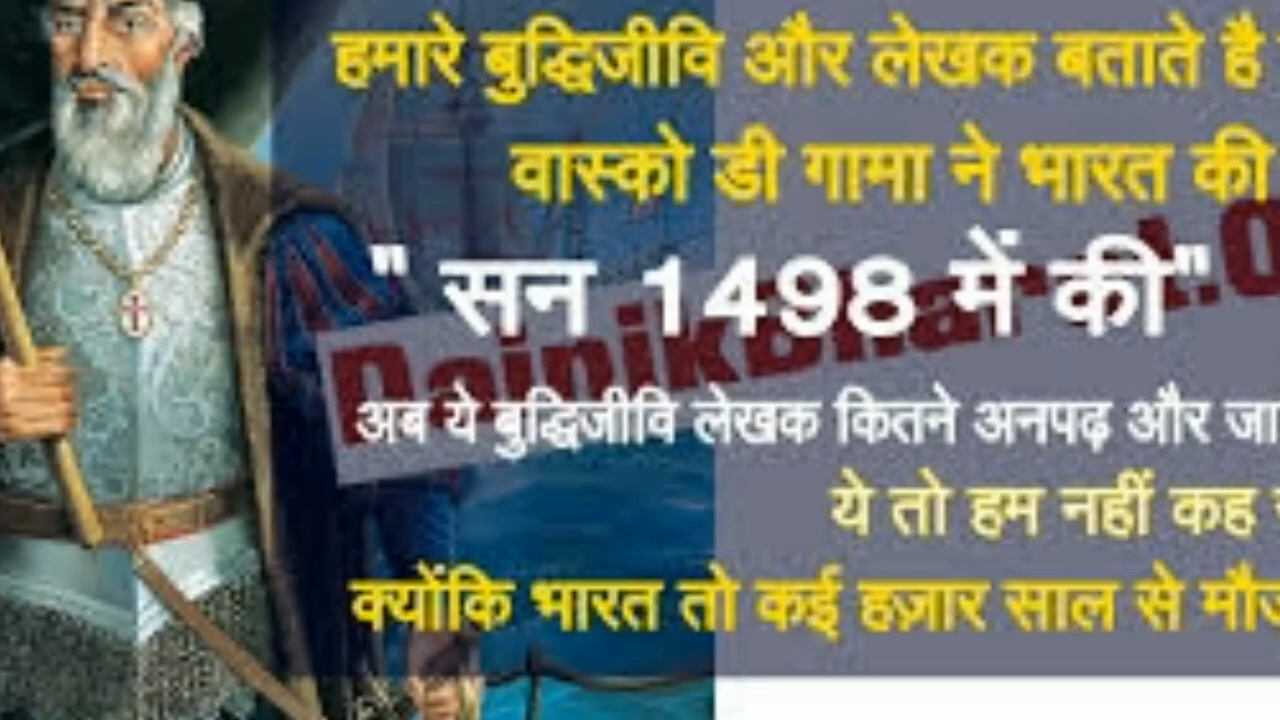 हमारे बुद्धिजीवि और लेखक बताते है
वास्को डी गामा ने भारत की
" सन 1498 में की"
अब ये बुद्धिजीवि लेखक कितने अनपढ़ और
ये तो हम नहीं कह
क्योंकि भारत तो कई हज़ार साल से